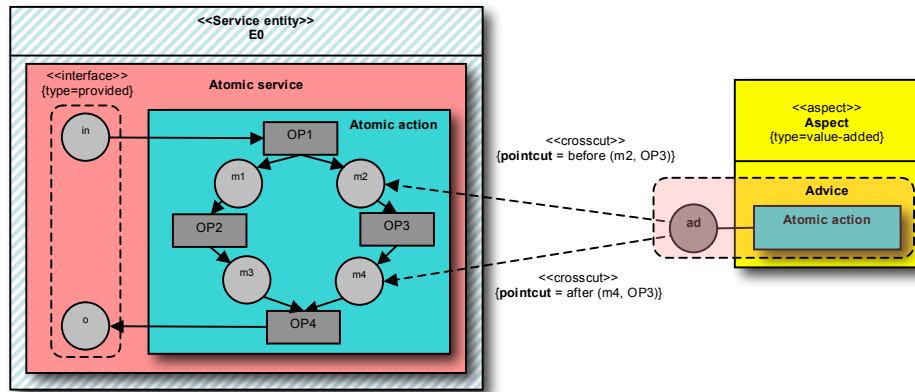 <<Service entity>>
E0
<<interface>>
{type=provided}
Atomic service
in
o
Atomic action
OP1
m1
m2
OP2
OP3
m3
m4
OP4
<<crosscut>>
{pointcut = before (m2, OP3)}
<<crosscut>>
{pointcut = after (m4, OP3)}
<<aspect>>
Aspect
{type=value-added}
Advice
ad
Atomic action